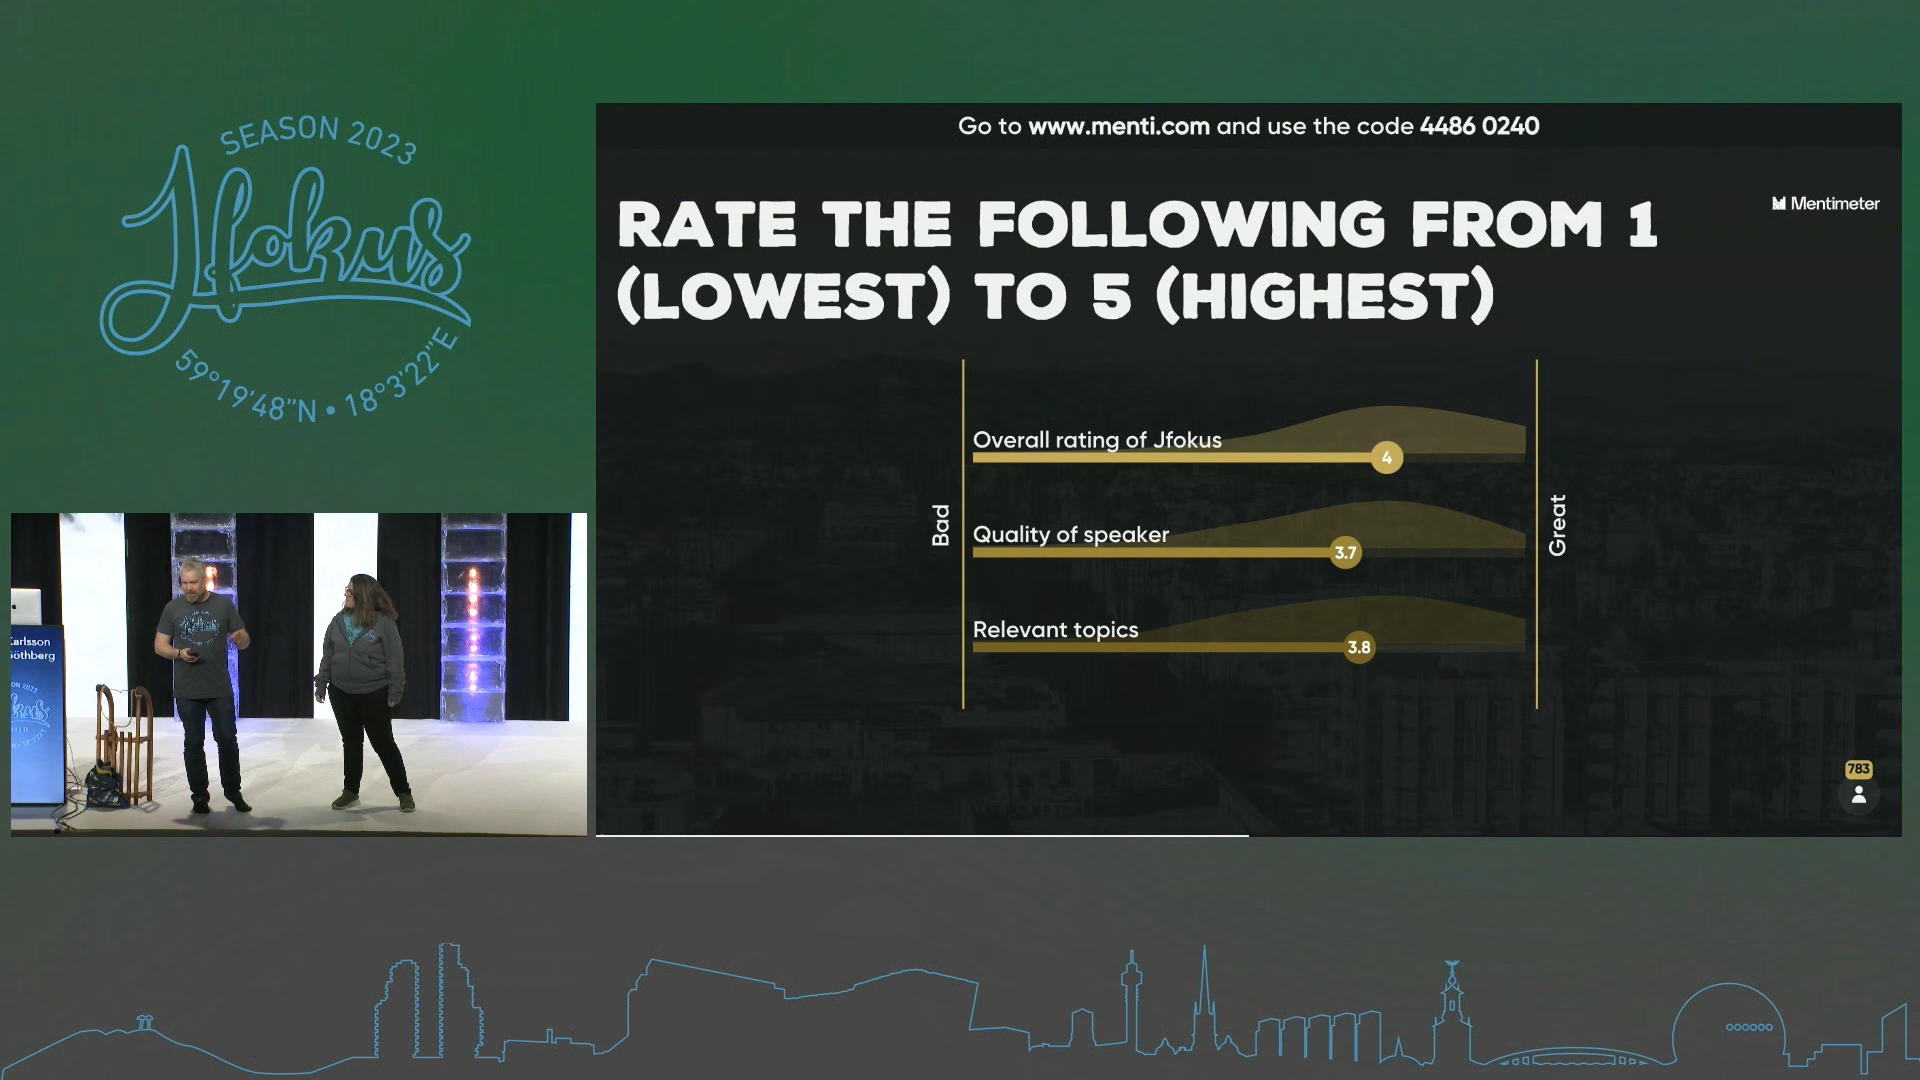 SEASON 2023
Jfokus
59°19'48"N • 18°3'22"E
Go to www.menti.com and use the code 4486 0240
RATE THE FOLLOWING FROM 1
(LOWEST) TO 5 (HIGHEST)
Mentimeter
Overall rating of Jfokus
4
Quality of speaker
3.7
Relevant topics
3.8
Bad
Great
783
arlsson
öthberg